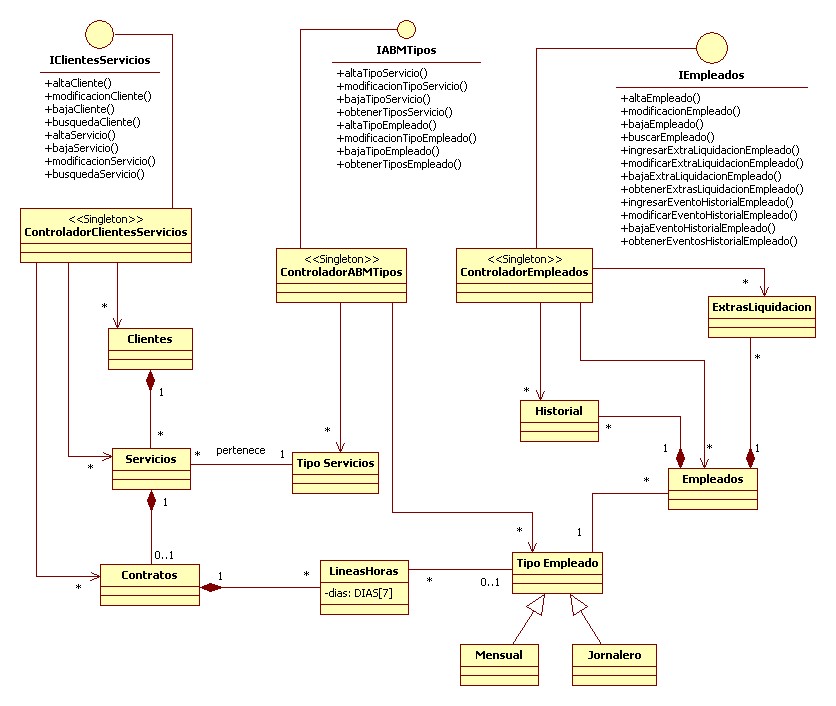 IClientesServicios
+altaCliente()
+modificacionCliente()
+bajaCliente()
+busquedaCliente()
+altaServicio()
+bajaServicio()
+modificacionServicio()
+busquedaServicio()
IABMTipos
+altaTipoServicio()
+modificacionTipoServicio()
+bajaTipoServicio()
+obtenerTiposServicio()
+altaTipoEmpleado()
+modificacionTipoEmpleado()
+bajaTipoEmpleado()
+obtenerTiposEmpleado()
IEmpleados
+altaEmpleado()
+modificacionEmpleado()
+bajaEmpleado()
+buscarEmpleado()
+ingresarExtraLiquidacionEmpleado()
+modificarExtraLiquidacionEmpleado()
+bajaExtraLiquidacionEmpleado()
+obtenerExtrasLiquidacionEmpleado()
+ingresarEventoHistorialEmpleado()
+modificarEventoHistorialEmpleado()
+bajaEventoHistorialEmpleado()
+obtenerEventosHistorialEmpleado()
<<Singleton>>
ControladorClientesServicios
<<Singleton>>
ControladorABMTipos
<<Singleton>>
ControladorEmpleados
*
ExtrasLiquidacion
*
Clientes
*
1
*
Historial
*
*
1
*
1
*
Servicios
*
*
pertenece
1
Tipo Servicios
Empleados
*
1
*
1
0..1
Contratos
*
1
*
LineasHoras
-dias: DIAS[7]
*
0..1
*
1
Tipo Empleado
Mensual
Jornalero